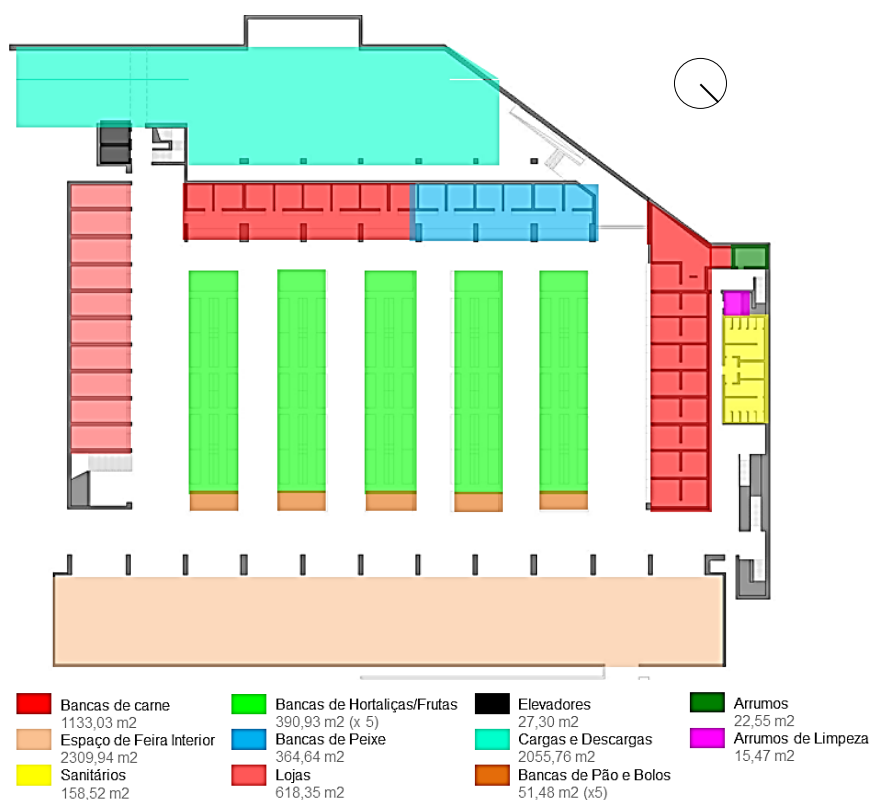 Bancas de carne
1133,03 m2
Espaço de Feira Interior
2309,94 m2
Sanitários
158,52 m2
Bancas de Hortaliças/Frutas
390,93 m2 (x 5)
Bancas de Peixe
364,64 m2
Lojas
618,35 m2
Elevadores
27,30 m2
Cargas e Descargas
2055,76 m2
Bancas de Pão e Bolos
51,48 m2 (x5)
Arrumos
22,55 m2
Arrumos de Limpeza
15,47 m2